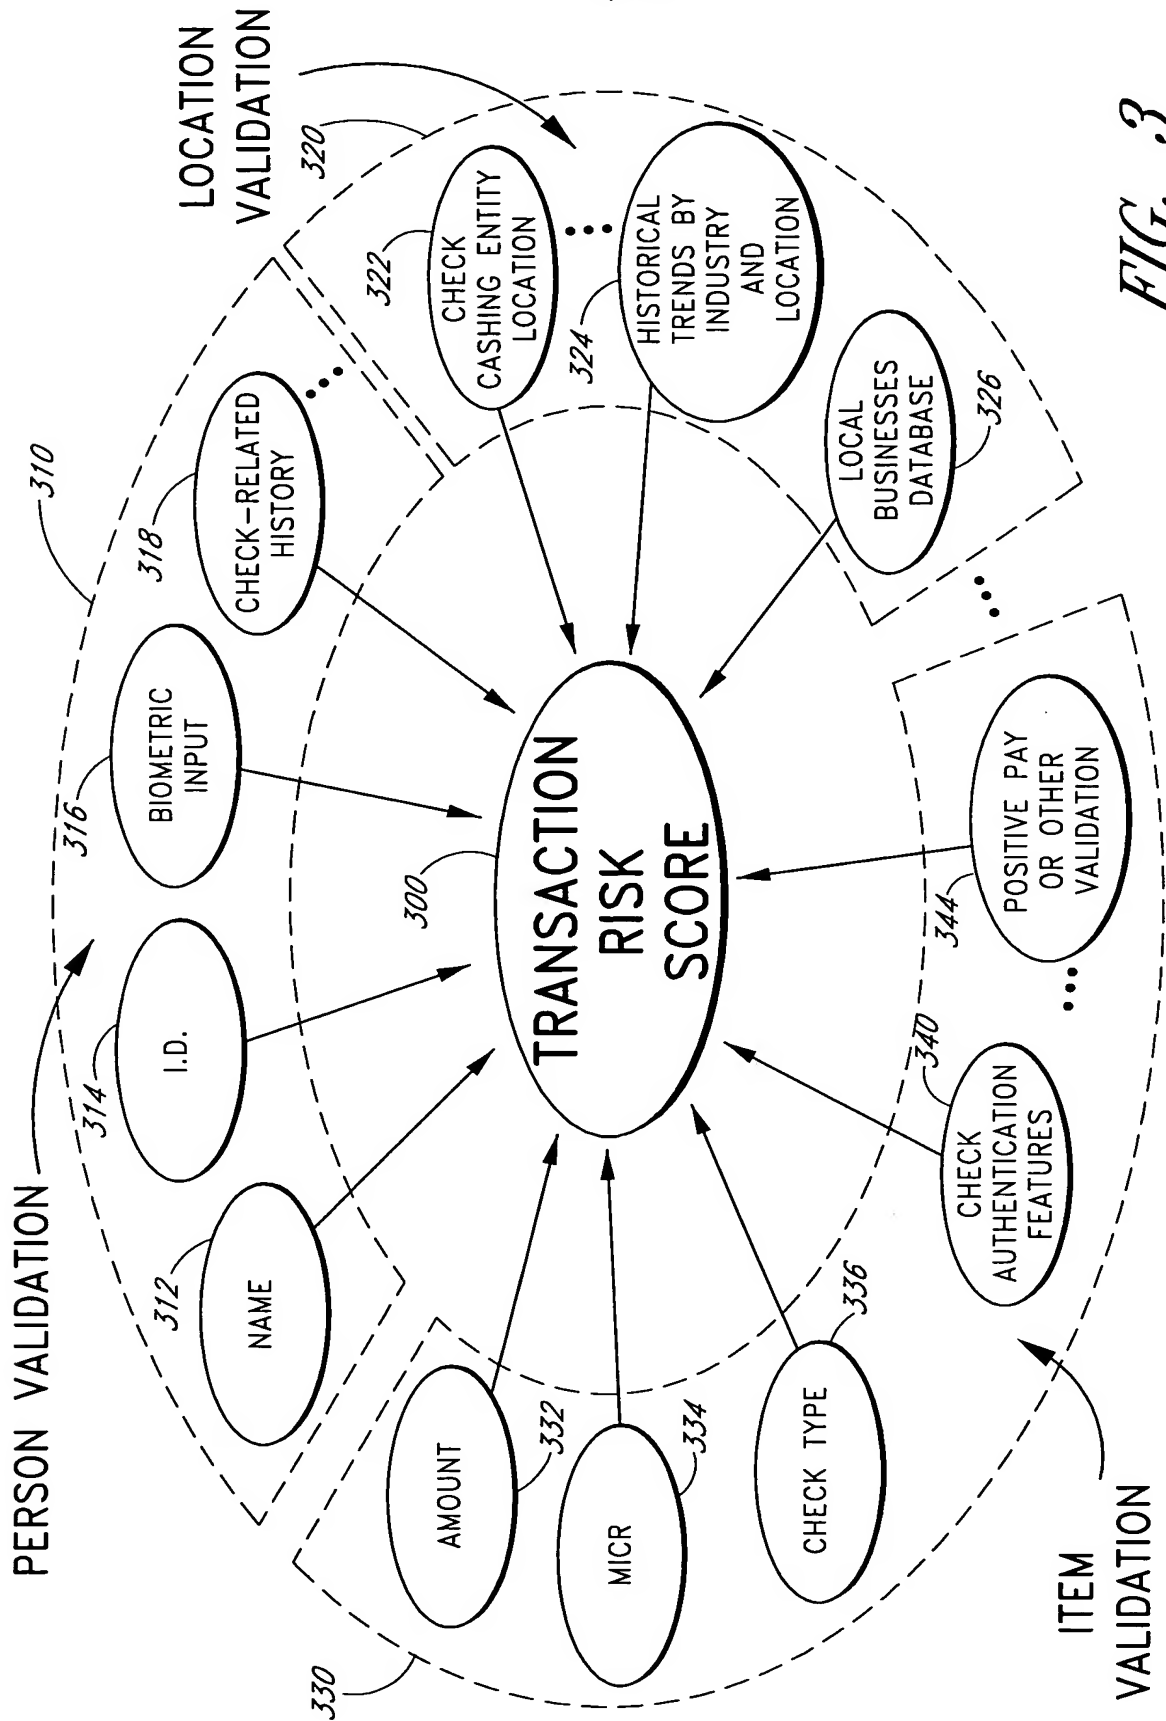 PERSON VALIDATION
310
312
NAME
314
I.D.
316
BIOMETRIC
INPUT
318
CHECK-RELATED
HISTORY
LOCATION
VALIDATION
320
322
CHECK
CASHING ENTITY
LOCATION
324
HISTORICAL
TRENDS BY
INDUSTRY
AND
LOCATION
LOCAL
BUSINESSES
DATABASE
326
300
TRANSACTION
RISK
SCORE
330
AMOUNT
332
MICR
334
CHECK TYPE
336
CHECK
AUTHENTICATION
FEATURES
340
POSITIVE PAY
OR OTHER
VALIDATION
344
ITEM
VALIDATION
FIG. 3